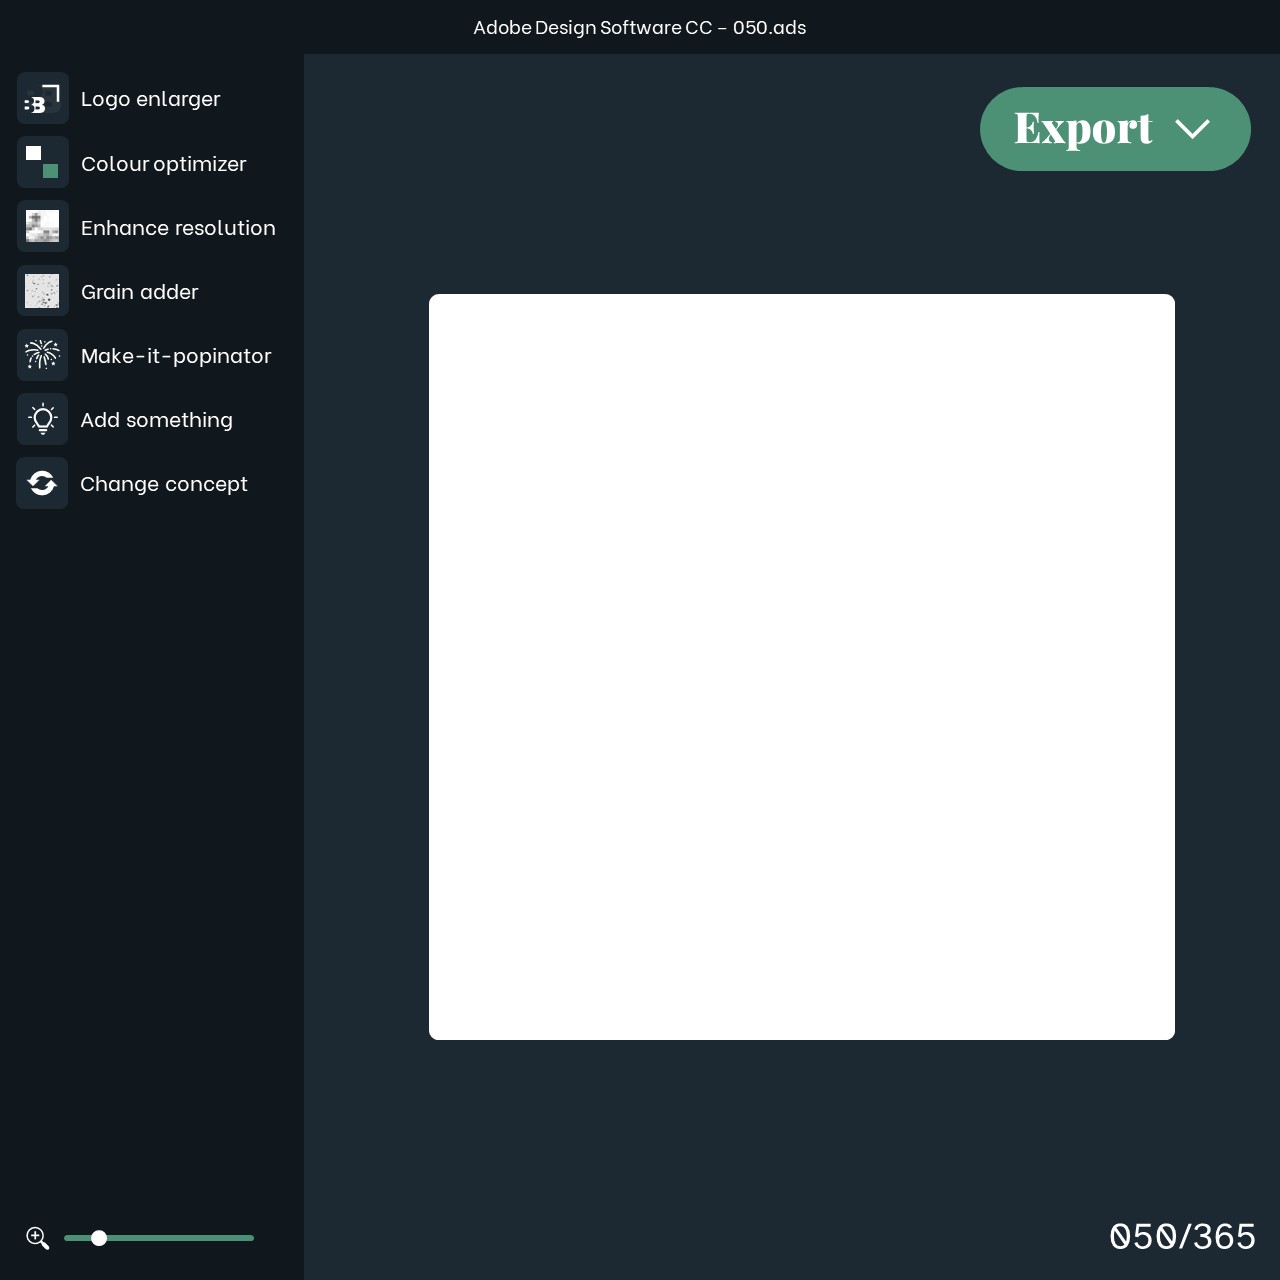 Adobe Design Software CC – 050.ads
Logo enlarger
Export
Colour optimizer
Enhance resolution
Grain adder
Make-it-popinator
Add something
Change concept
050/365